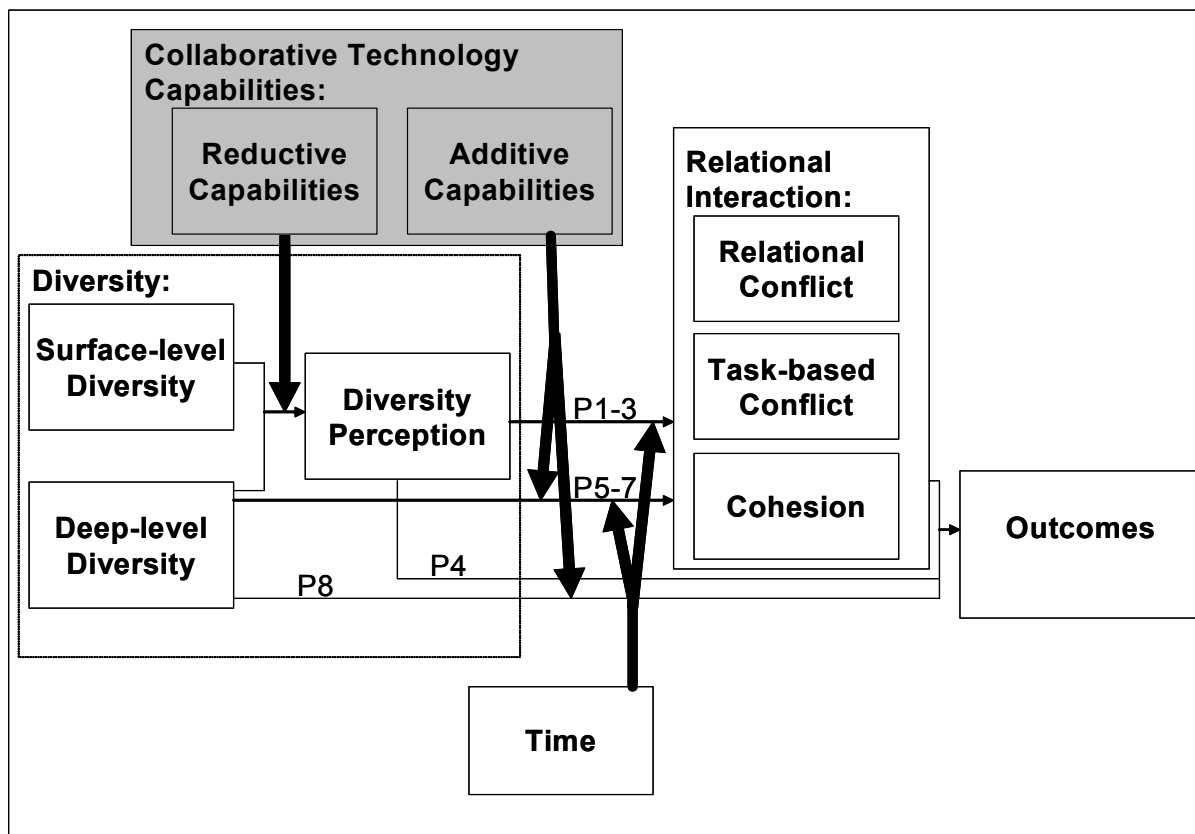 Collaborative Technology
Capabilities:
Reductive
Capabilities
Additive
Capabilities
Relational
Interaction:
Relational
Conflict
Task-based
Conflict
Cohesion
Diversity:
Surface-level
Diversity
Deep-level
Diversity
Diversity
Perception
P1-3
P5-7
P4
P8
Outcomes
Time